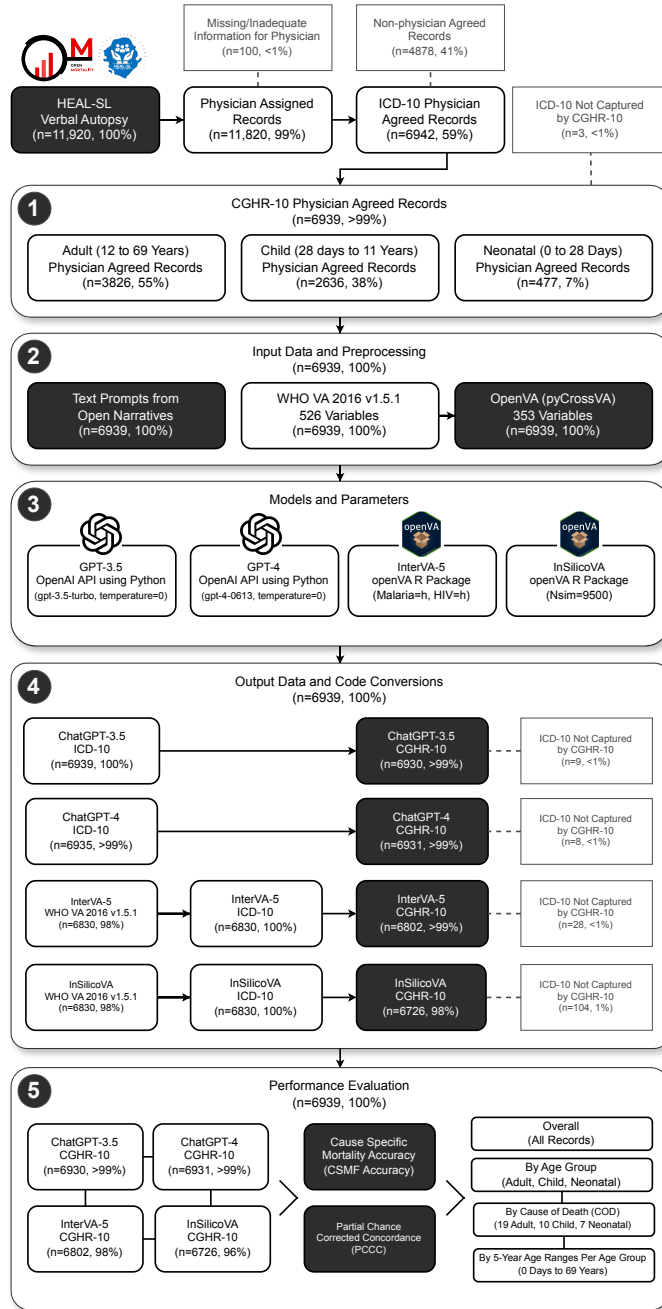 Missing/Inadequate
Information for Physician
(n=100, <1%)
Non-physician Agreed
Records
(n=4878, 41%)
OM
OPEN
MORTALITY
HEAL-SL
HEAL-SL
Verbal Autopsy
(n=11,920, 100%)
Physician Assigned
Records
(n=11,820, 99%)
ICD-10 Physician
Agreed Records
(n=6942, 59%)
ICD-10 Not Captured
by CGHR-10
(n=3, <1%)
1
CGHR-10 Physician Agreed Records
(n=6939, >99%)
Adult (12 to 69 Years)
Physician Agreed Records
(n=3826, 55%)
Child (28 days to 11 Years)
Physician Agreed Records
(n=2636, 38%)
Neonatal (0 to 28 Days)
Physician Agreed Records
(n=477, 7%)
2
Input Data and Preprocessing
(n=6939, 100%)
Text Prompts from
Open Narratives
(n=6939, 100%)
WHO VA 2016 v1.5.1
526 Variables
(n=6939, 100%)
OpenVA (pyCrossVA)
353 Variables
(n=6939, 100%)
3
Models and Parameters
GPT-3.5
OpenAI API using Python
(gpt-3.5-turbo, temperature=0)
GPT-4
OpenAI API using Python
(gpt-4-0613, temperature=0)
openVA
InterVA-5
openVA R Package
(Malaria=h, HIV=h)
openVA
InSilicoVA
openVA R Package
(Nsim=9500)
4
Output Data and Code Conversions
(n=6939, 100%)
ChatGPT-3.5
ICD-10
(n=6939, 100%)
ChatGPT-3.5
CGHR-10
(n=6930, >99%)
ICD-10 Not Captured
by CGHR-10
(n=9, <1%)
ChatGPT-4
ICD-10
(n=6935, >99%)
ChatGPT-4
CGHR-10
(n=6931, >99%)
ICD-10 Not Captured
by CGHR-10
(n=8, <1%)
InterVA-5
WHO VA 2016 v1.5.1
(n=6830, 98%)
InterVA-5
ICD-10
(n=6830, 100%)
InterVA-5
CGHR-10
(n=6802, >99%)
ICD-10 Not Captured
by CGHR-10
(n=28, <1%)
InSilicoVA
WHO VA 2016 v1.5.1
(n=6830, 98%)
InSilicoVA
ICD-10
(n=6830, 100%)
InSilicoVA
CGHR-10
(n=6726, 98%)
ICD-10 Not Captured
by CGHR-10
(n=104, 1%)
5
Performance Evaluation
(n=6939, 100%)
ChatGPT-3.5
CGHR-10
(n=6930, >99%)
ChatGPT-4
CGHR-10
(n=6931, >99%)
InterVA-5
CGHR-10
(n=6802, 98%)
InSilicoVA
CGHR-10
(n=6726, 96%)
Cause Specific
Mortality Accuracy
(CSMF Accuracy)
Partial Chance
Corrected Concordance
(PCCC)
Overall
(All Records)
By Age Group
(Adult, Child, Neonatal)
By Cause of Death (COD)
(19 Adult, 10 Child, 7 Neonatal)
By 5-Year Age Ranges Per Age Group
(0 Days to 69 Years)